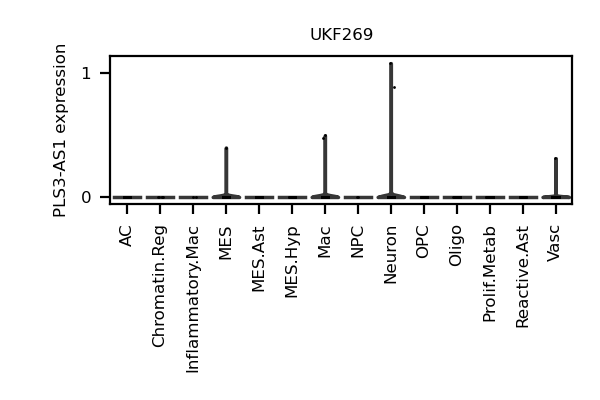 UKF269
PLS3-AS1 expression
1
0
AC
Chromatin.Reg
Inflammatory.Mac
MES
MES.Ast
MES.Hyp
Mac
NPC
Neuron
OPC
Oligo
Prolif.Metab
Reactive.Ast
Vasc